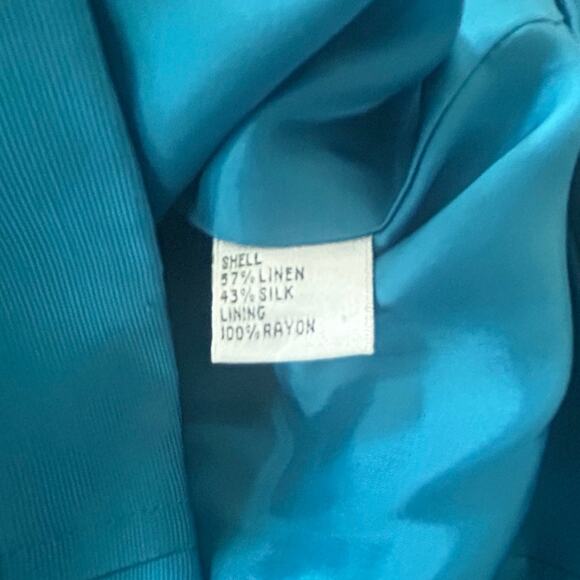 SHELL
57% LINEN
43% SILK
LINING
100% RAYON